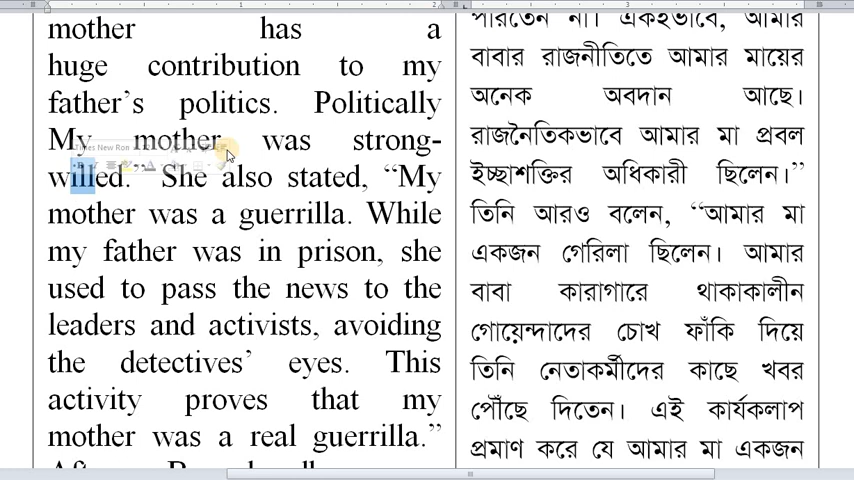 mother has a
huge contribution to my
father's politics. Politically
My mother was strong-
willed." She also stated, "My
mother was a guerrilla. While
my father was in prison, she
used to pass the news to the
leaders and activists, avoiding
the detectives' eyes. This
activity proves that my
mother was a real guerrilla."
পারতেন না। একইভাবে, আমার
বাবার রাজনীতিতে আমার মায়ের
অনেক অবদান আছে।
রাজনৈতিকভাবে আমার মা প্রবল
ইচ্ছাশক্তির অধিকারী ছিলেন।"
তিনি আরও বলেন, "আমার মা
একজন গেরিলা ছিলেন। আমার
বাবা কারাগারে থাকাকালীন
গোয়েন্দাদের চোখ ফাঁকি দিয়ে
তিনি নেতাকর্মীদের কাছে খবর
পৌঁছে দিতেন। এই কার্যকলাপ
প্রমাণ করে যে আমার মা একজন